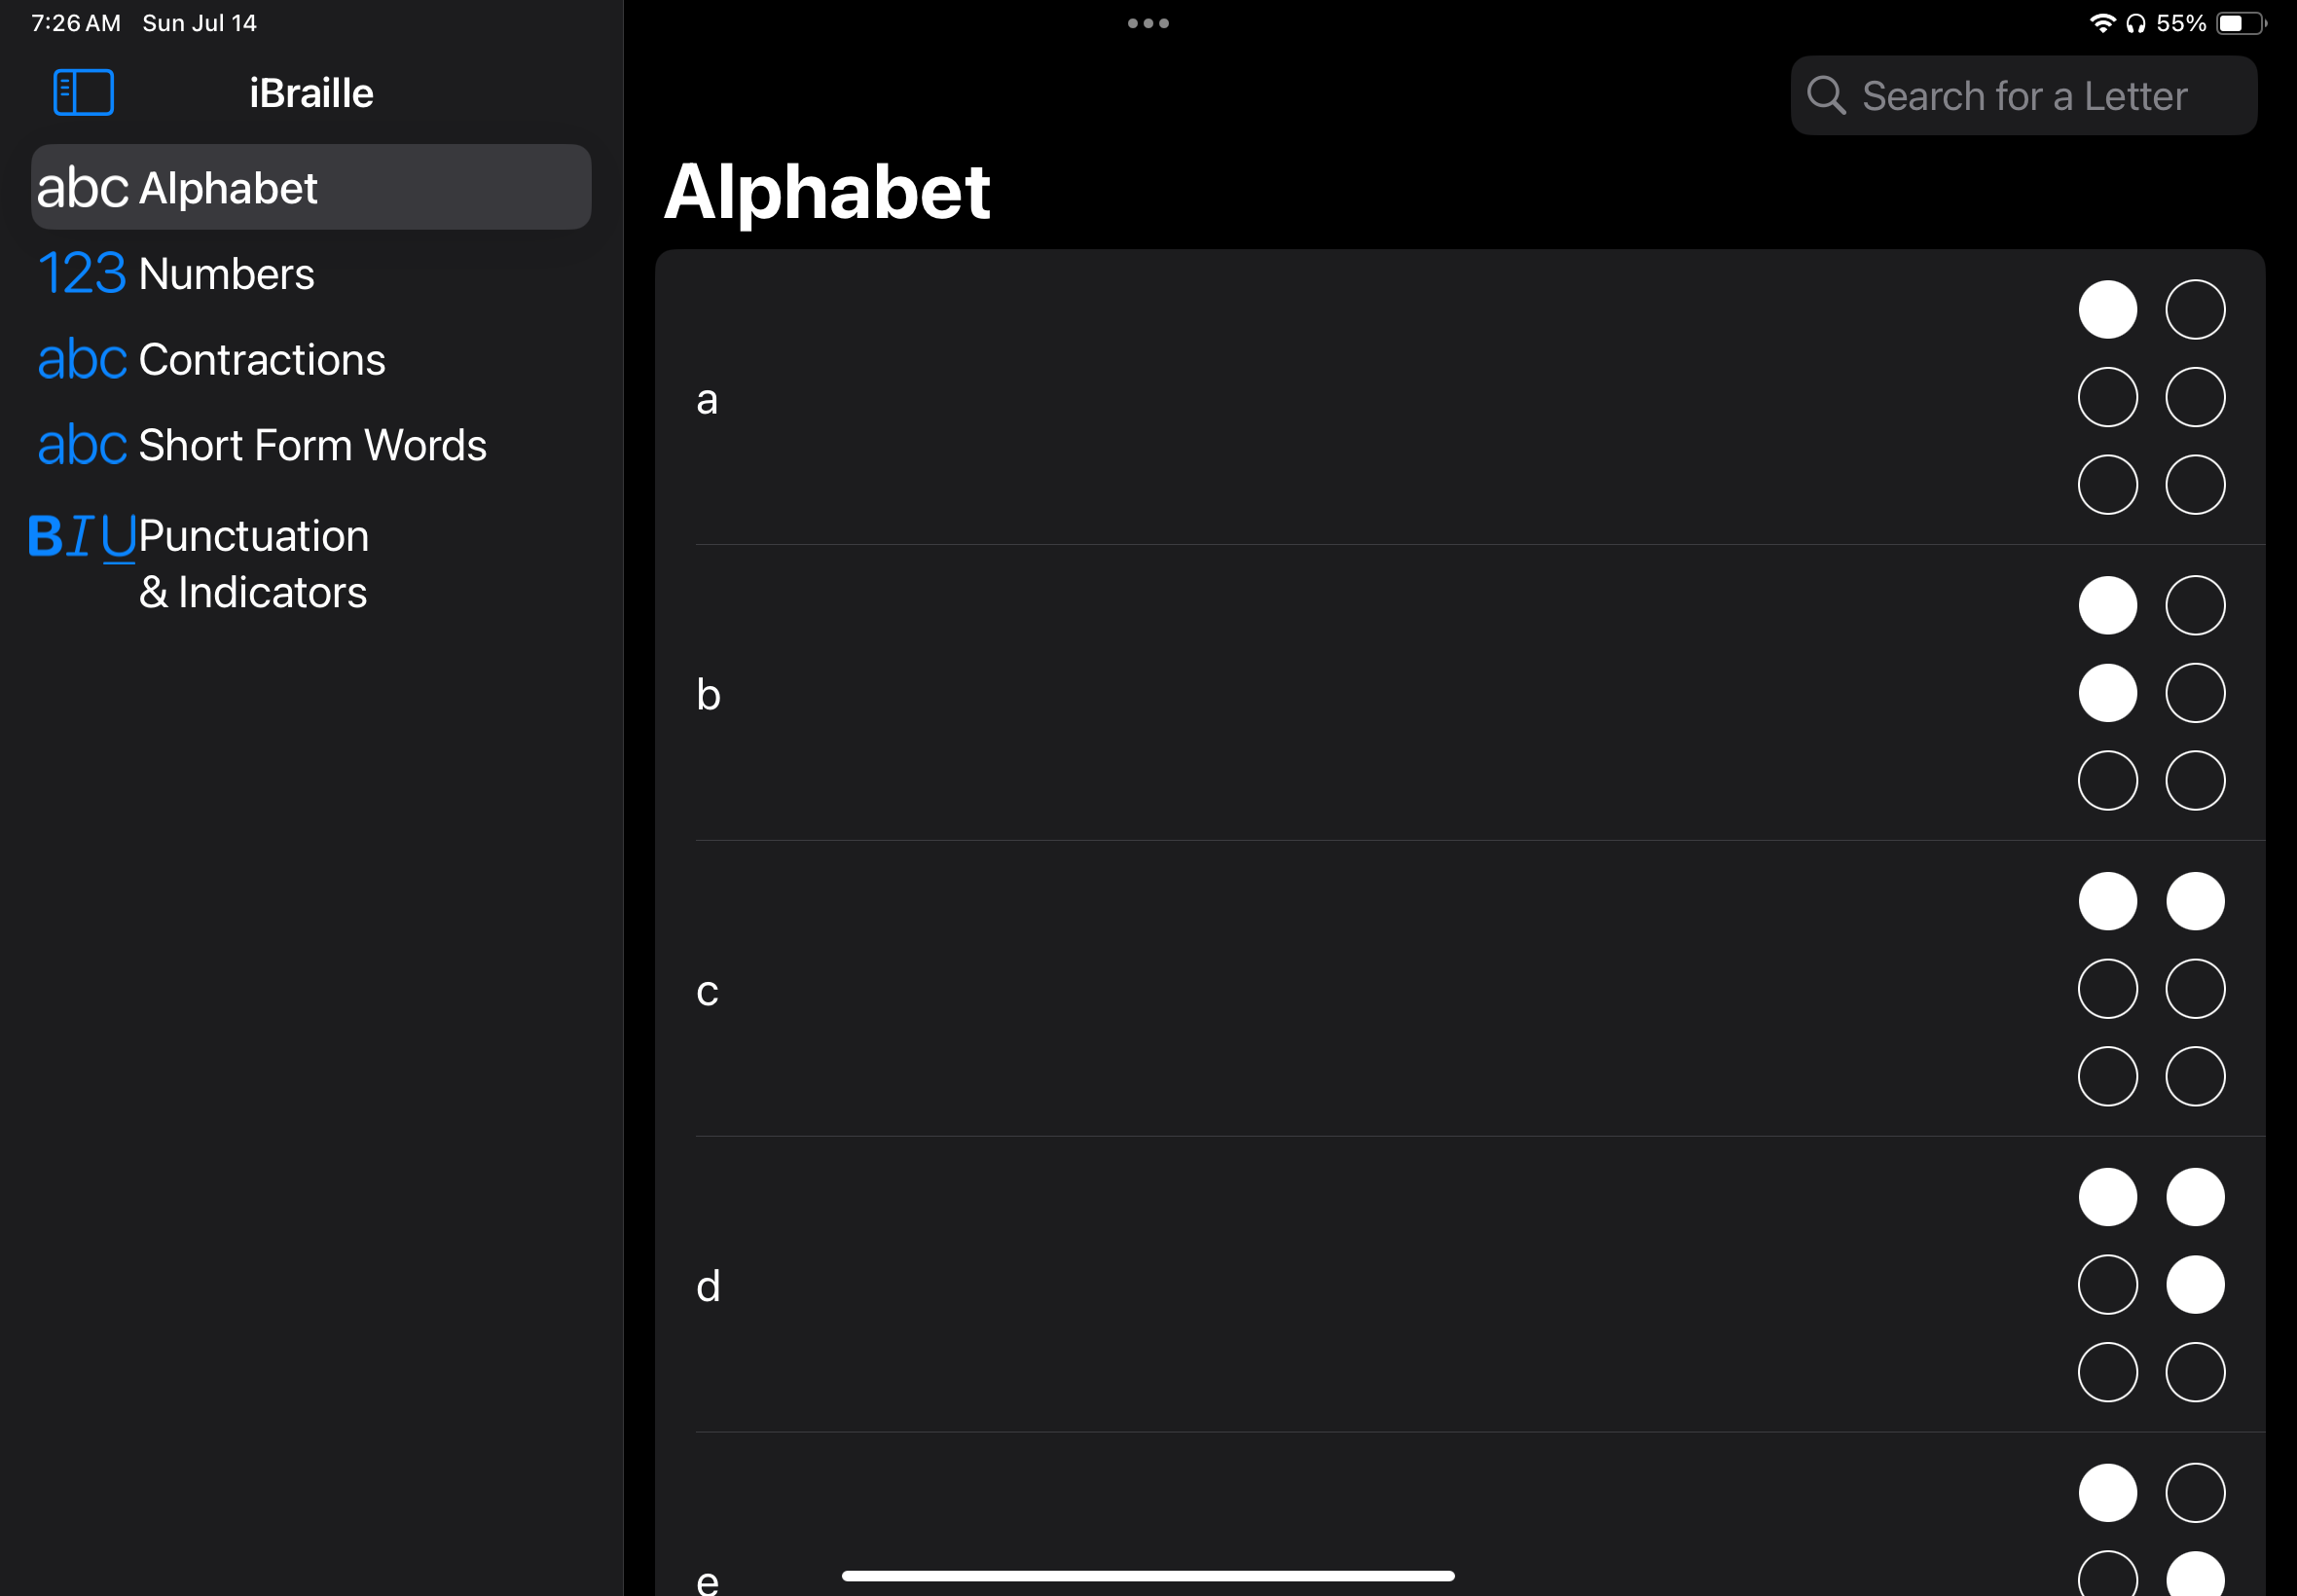 7:26 AM Sun Jul 14
55%
iBraille
abc Alphabet
123 Numbers
abc Contractions
abc Short Form Words
B I U Punctuation
& Indicators
Search for a Letter
Alphabet
a
b
c
d
e